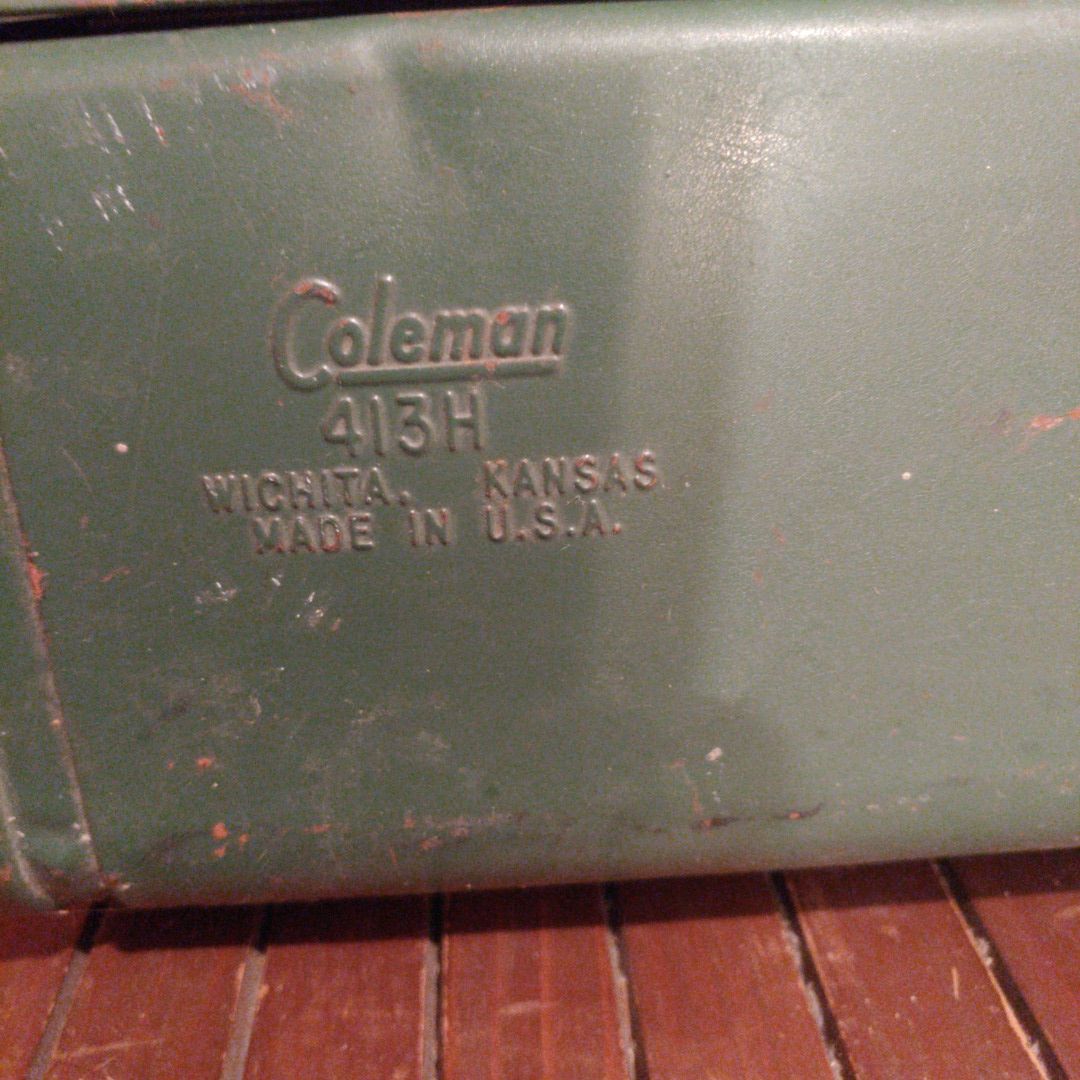 Coleman
413H
WICHITA, KANSAS
MADE IN U.S.A.